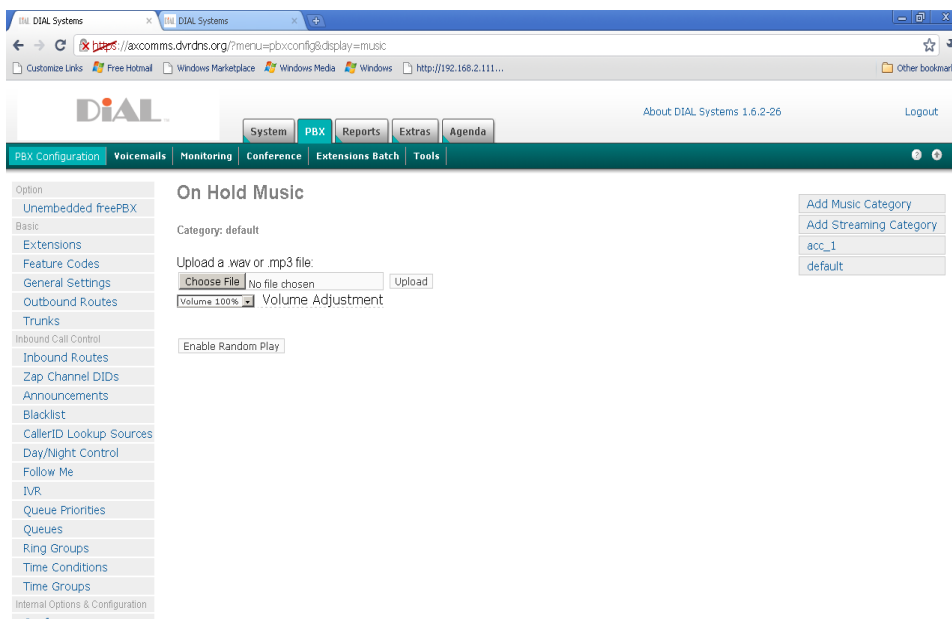 DIAL Systems
DIAL Systems
https://axcomms.dvrdns.org/?menu=pbxconfig&display=music
Customize Links Free Hotmail Windows Marketplace Windows Media Windows http://192.168.2.111... Other bookmar
DiAL
About DIAL Systems 1.6.2-26 Logout
System PBX Reports Extras Agenda
PBX Configuration Voicemails Monitoring Conference Extensions Batch Tools
Option
Unembedded freePBX
Basic
Extensions
Feature Codes
General Settings
Outbound Routes
Trunks
Inbound Call Control
Inbound Routes
Zap Channel DIDs
Announcements
Blacklist
CallerID Lookup Sources
Day/Night Control
Follow Me
IVR
Queue Priorities
Queues
Ring Groups
Time Conditions
Time Groups
Internal Options & Configuration
On Hold Music
Category: default
Upload a .wav or .mp3 file:
Choose File No file chosen Upload
Volume 100% Volume Adjustment
Enable Random Play
Add Music Category
Add Streaming Category
acc_1
default